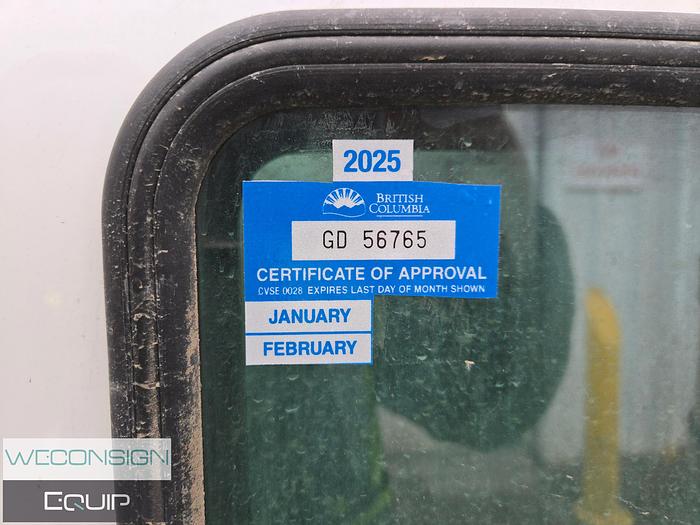 2025
BRITISH
COLUMBIA
GD 56765
CERTIFICATE OF APPROVAL
CVSE 0028 EXPIRES LAST DAY OF MONTH SHOWN
JANUARY
FEBRUARY
WECONSIGN
EQUIP